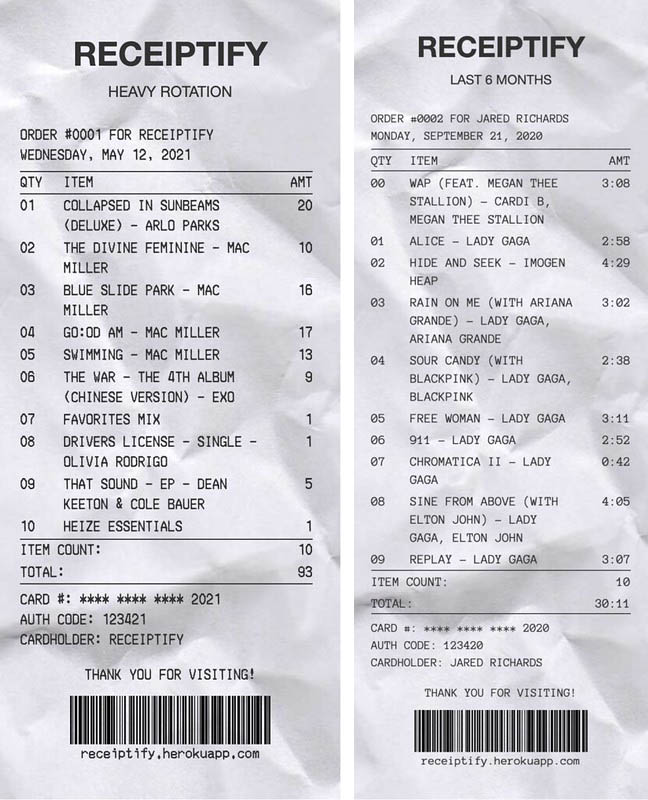 RECEIPTIFY
HEAVY ROTATION
ORDER #0001 FOR RECEIPTIFY
WEDNESDAY, MAY 12, 2021
QTY ITEM AMT
01 COLLAPSED IN SUNBEAMS 20
(DELUXE) - ARLO PARKS
02 THE DIVINE FEMININE - MAC 10
MILLER
03 BLUE SLIDE PARK - MAC 16
MILLER
04 GO:OD AM - MAC MILLER 17
05 SWIMMING - MAC MILLER 13
06 THE WAR - THE 4TH ALBUM 9
(CHINESE VERSION) - EXO
07 FAVORITES MIX 1
08 DRIVERS LICENSE - SINGLE - 1
OLIVIA RODRIGO
09 THAT SOUND - EP - DEAN 5
KEETON & COLE BAUER
10 HEIZE ESSENTIALS 1
ITEM COUNT: 10
TOTAL: 93
CARD #: **** **** **** 2021
AUTH CODE: 123421
CARDHOLDER: RECEIPTIFY
THANK YOU FOR VISITING!
receiptify.herokuapp.com
RECEIPTIFY
LAST 6 MONTHS
ORDER #0002 FOR JARED RICHARDS
MONDAY, SEPTEMBER 21, 2020
QTY ITEM AMT
00 WAP (FEAT. MEGAN THEE 3:08
STALLION) - CARDI B,
MEGAN THEE STALLION
01 ALICE - LADY GAGA 2:58
02 HIDE AND SEEK - IMOGEN 4:29
HEAP
03 RAIN ON ME (WITH ARIANA 3:02
GRANDE) - LADY GAGA,
ARIANA GRANDE
04 SOUR CANDY (WITH 2:38
BLACKPINK) - LADY GAGA,
BLACKPINK
05 FREE WOMAN - LADY GAGA 3:11
06 911 - LADY GAGA 2:52
07 CHROMATICA II - LADY 0:42
GAGA
08 SINE FROM ABOVE (WITH 4:05
ELTON JOHN) - LADY
GAGA, ELTON JOHN
09 REPLAY - LADY GAGA 3:07
ITEM COUNT: 10
TOTAL: 30:11
CARD #: **** **** **** 2020
AUTH CODE: 123420
CARDHOLDER: JARED RICHARDS
THANK YOU FOR VISITING!
receiptify.herokuapp.com